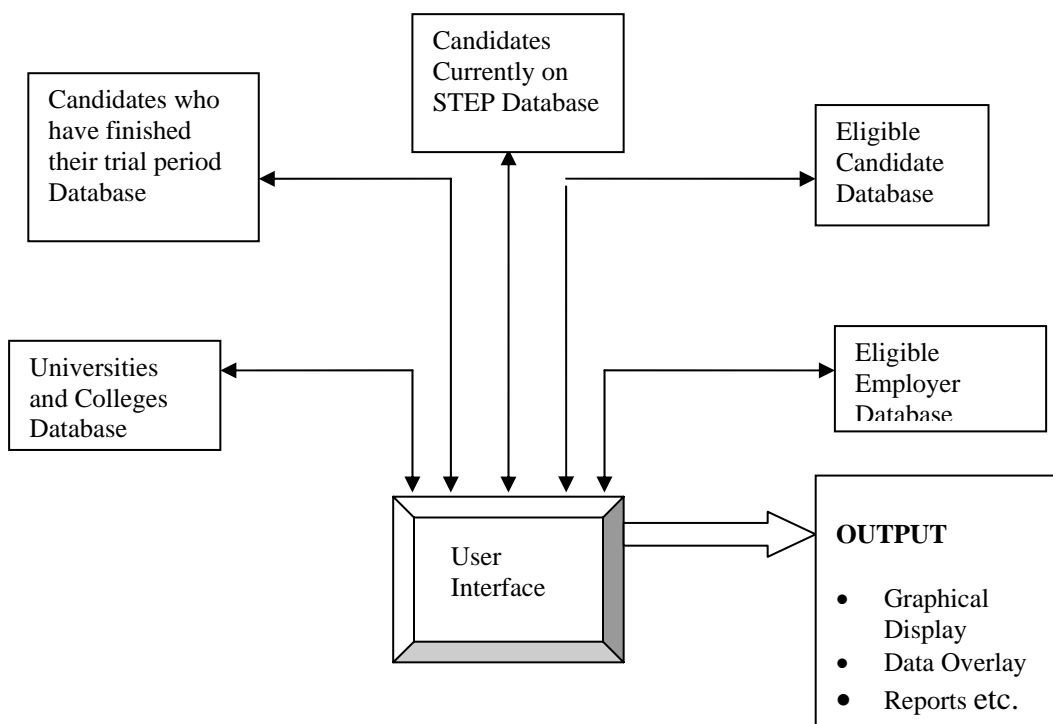 Candidates
Currently on
STEP Database
Candidates who
have finished
their trial period
Database
Eligible
Candidate
Database
Universities
and Colleges
Database
Eligible
Employer
Database
User
Interface
OUTPUT
• Graphical
Display
• Data Overlay
• Reports etc.